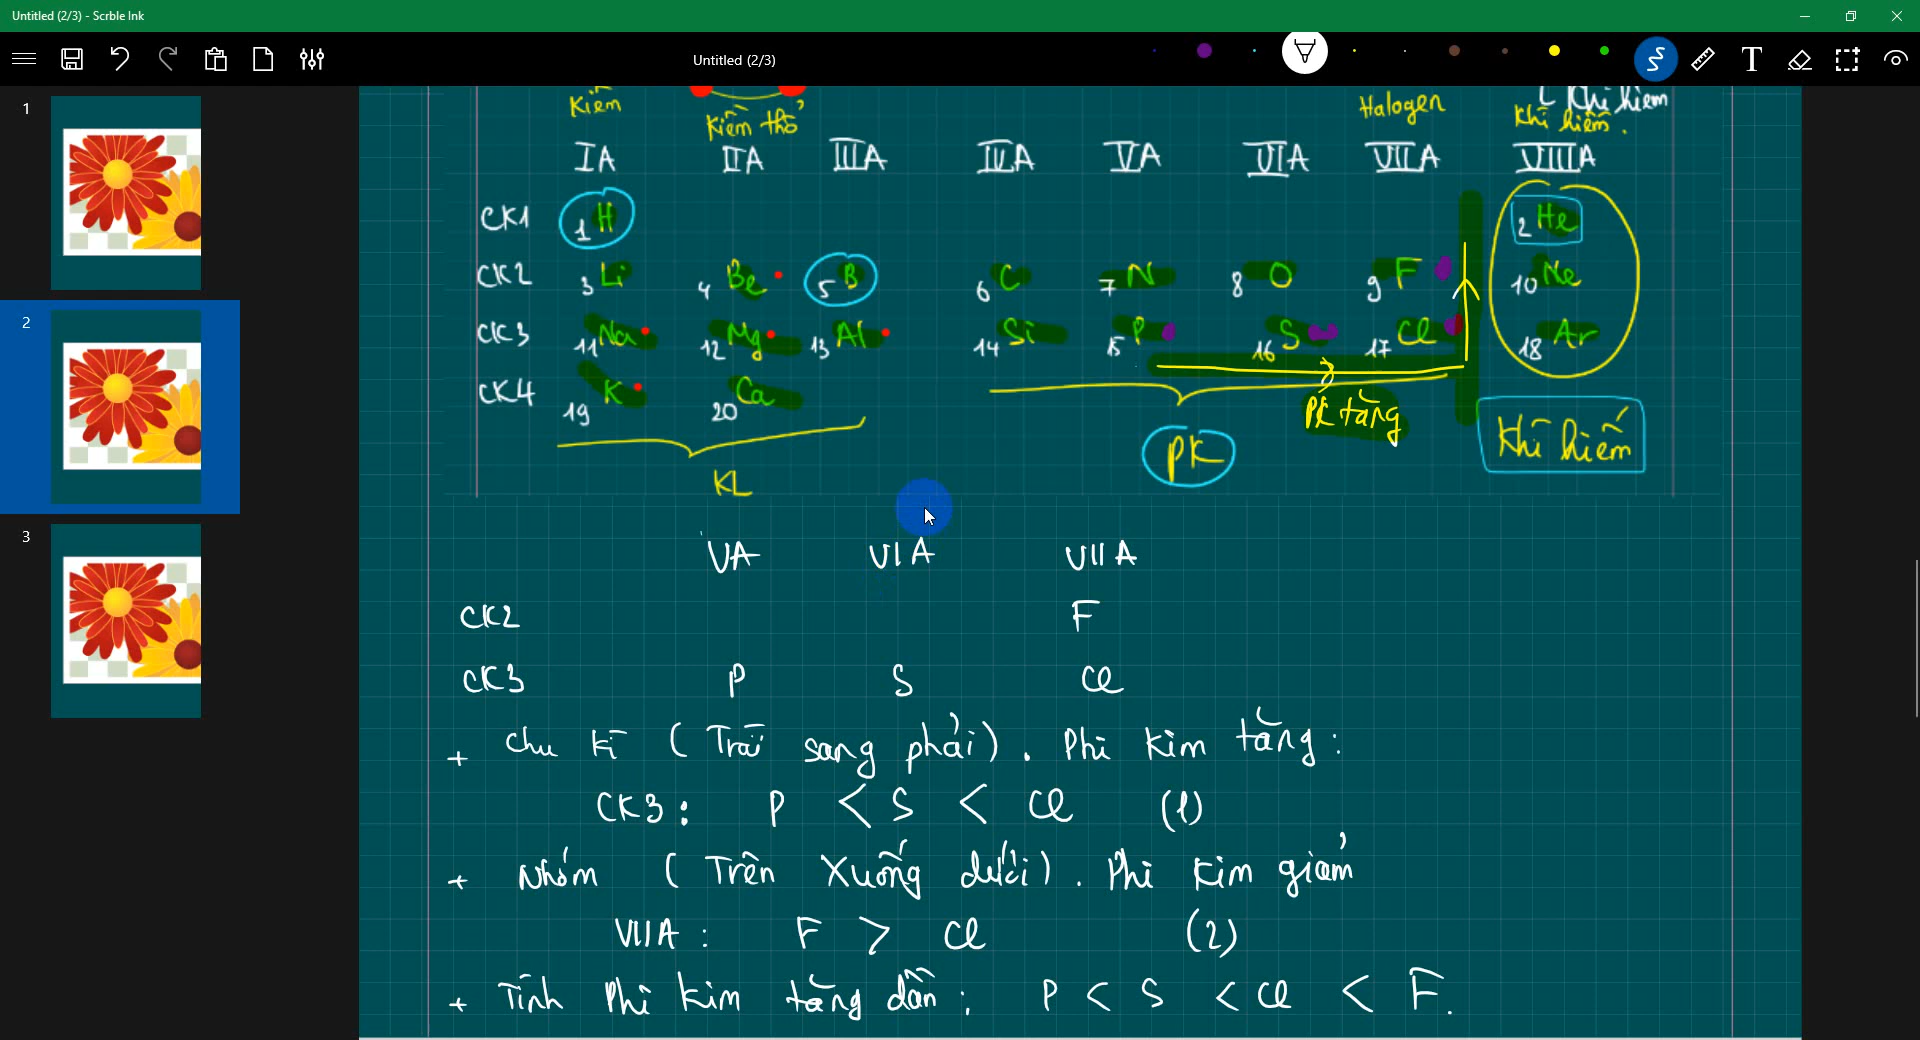 Untitled (2/3) - Scrble Ink
Untitled (2/3)
1
2
3
Kiềm
Kiềm thổ
Halogen
Khí hiếm
Khí hiếm.
IA IIA IIIA IVA VA VIA VIIA VIIIA
CK1 1 H 2 He
CK2 3 Li 4 Be 5 B 6 C 7 N 8 O 9 F 10 Ne
CK3 11 Na 12 Mg 13 Al 14 Si 15 P 16 S 17 Cl 18 Ar
CK4 19 K 20 Ca
PK tăng
KL
PK
Khí hiếm
VA VIA VIIA
CK2 F
CK3 P S Cl
+ Chu kì (Trái sang phải). Phi kim tăng:
CK3: P < S < Cl (1)
+ Nhóm (Trên xuống dưới). Phi kim giảm
VIIA: F > Cl (2)
+ Tính phi kim tăng dần: P < S < Cl < F.